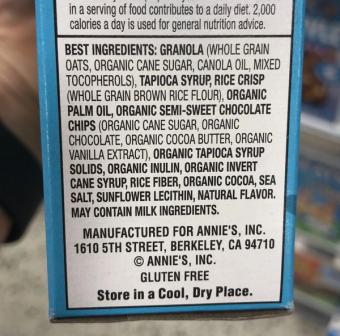 in a serving of food contributes to a daily diet. 2,000
calories a day is used for general nutrition advice.
BEST INGREDIENTS: GRANOLA (WHOLE GRAIN
OATS, ORGANIC CANE SUGAR, CANOLA OIL, MIXED
TOCOPHEROLS), TAPIOCA SYRUP, RICE CRISP
(WHOLE GRAIN BROWN RICE FLOUR), ORGANIC
PALM OIL, ORGANIC SEMI-SWEET CHOCOLATE
CHIPS (ORGANIC CANE SUGAR, ORGANIC
CHOCOLATE, ORGANIC COCOA BUTTER, ORGANIC
VANILLA EXTRACT), ORGANIC TAPIOCA SYRUP
SOLIDS, ORGANIC INULIN, ORGANIC INVERT
CANE SYRUP, RICE FIBER, ORGANIC COCOA, SEA
SALT, SUNFLOWER LECITHIN, NATURAL FLAVOR.
MAY CONTAIN MILK INGREDIENTS.
MANUFACTURED FOR ANNIE'S, INC.
1610 5TH STREET, BERKELEY, CA 94710
© ANNIE'S, INC.
GLUTEN FREE
Store in a Cool, Dry Place.